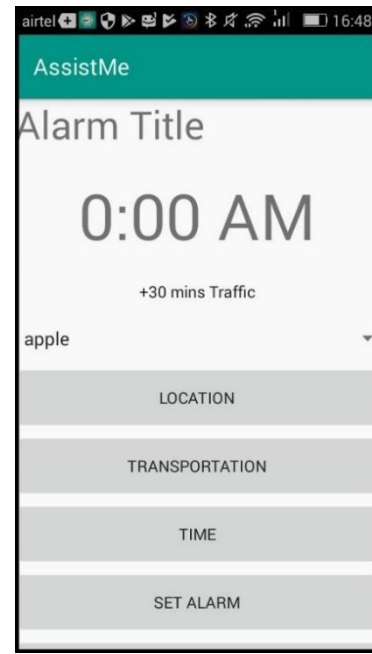 airtel 16:48
AssistMe
Alarm Title
0:00 AM
+30 mins Traffic
apple
LOCATION
TRANSPORTATION
TIME
SET ALARM